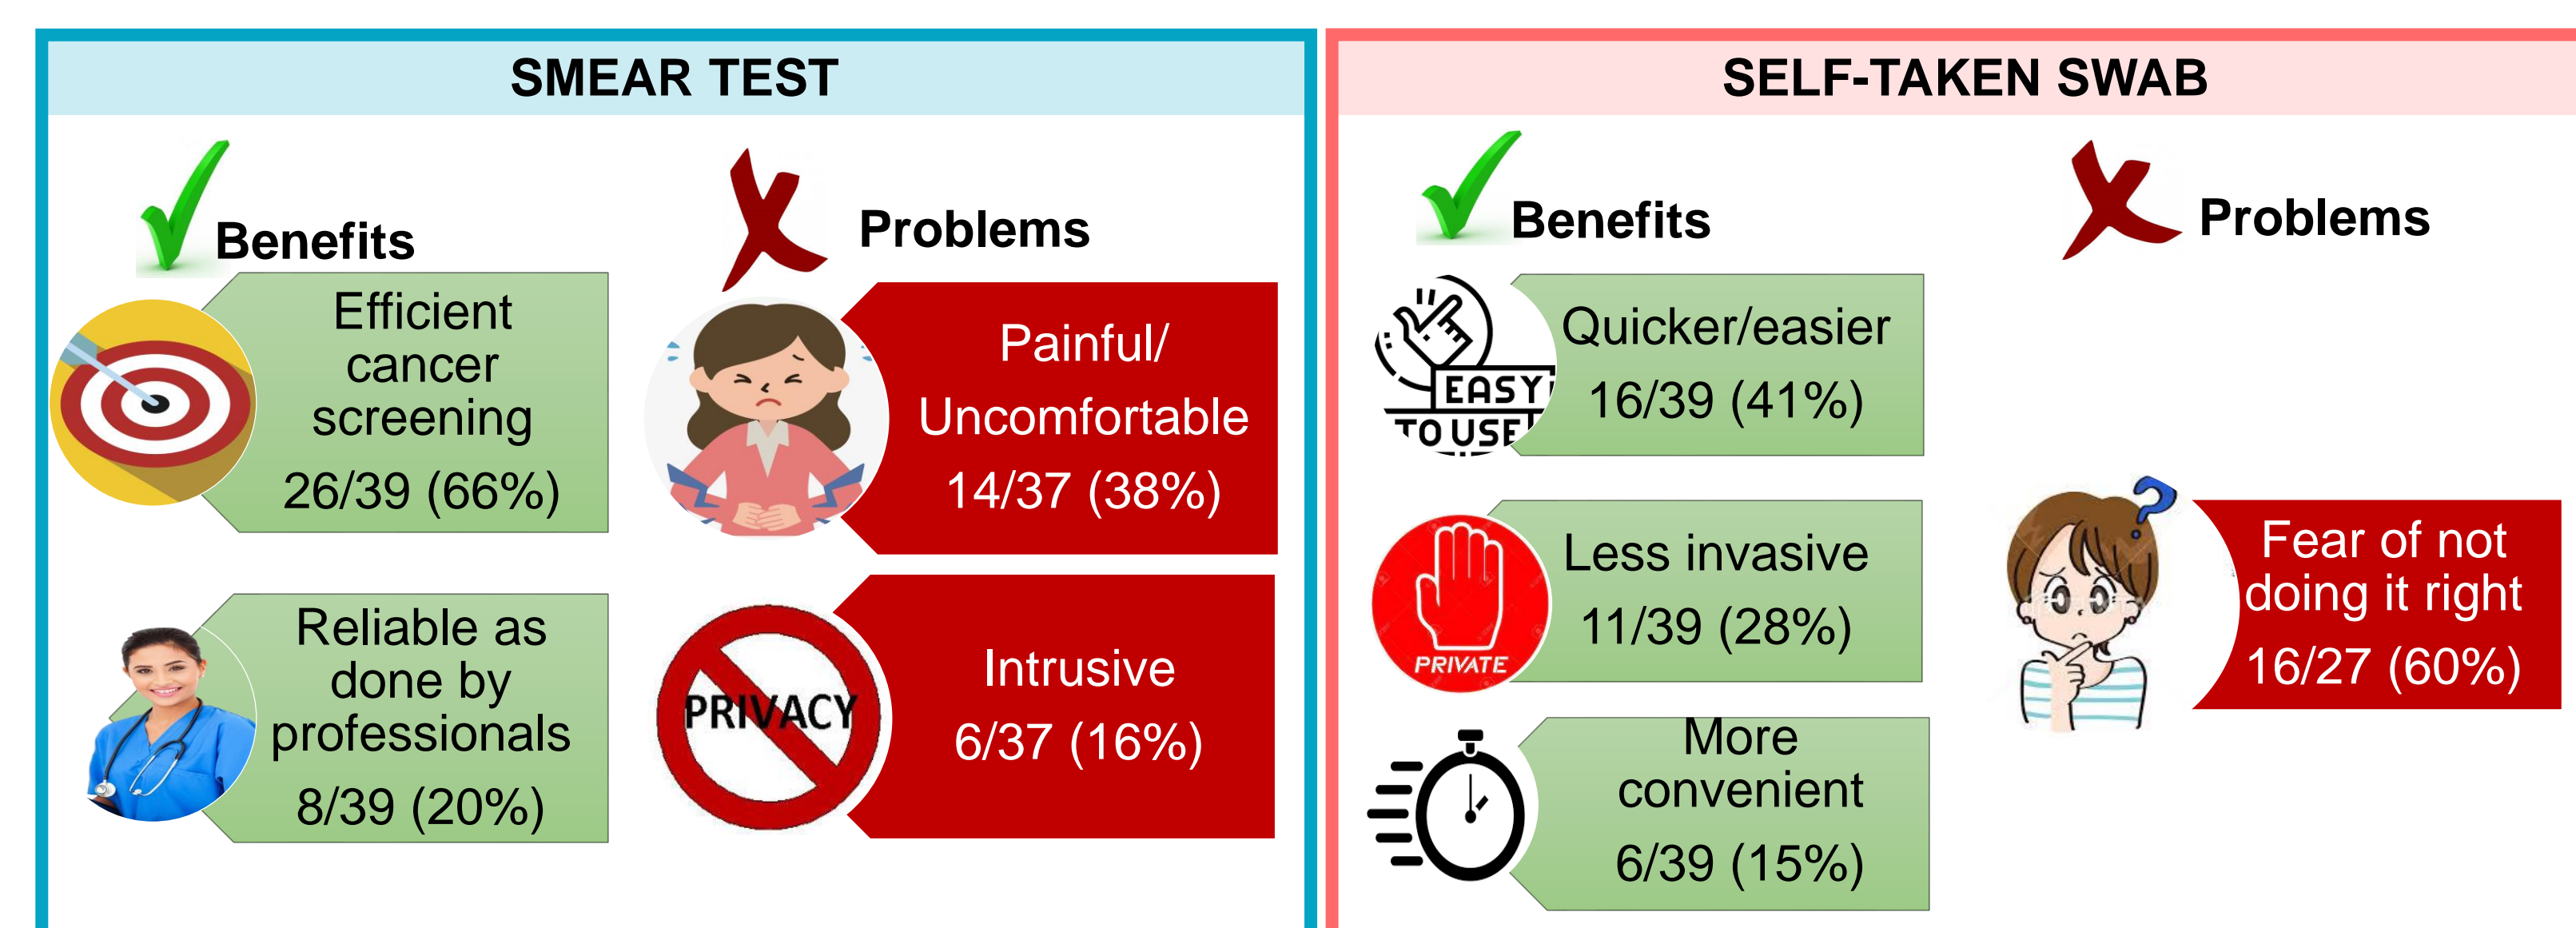 SMEAR TEST
Benefits
Efficient
cancer
screening
26/39 (66%)
Reliable as
done by
professionals
8/39 (20%)
Problems
Painful/
Uncomfortable
14/37 (38%)
PRIVACY
Intrusive
6/37 (16%)
SELF-TAKEN SWAB
Benefits
EASY
TO USE
Quicker/easier
16/39 (41%)
PRIVATE
Less invasive
11/39 (28%)
More
convenient
6/39 (15%)
Problems
Fear of not
doing it right
16/27 (60%)